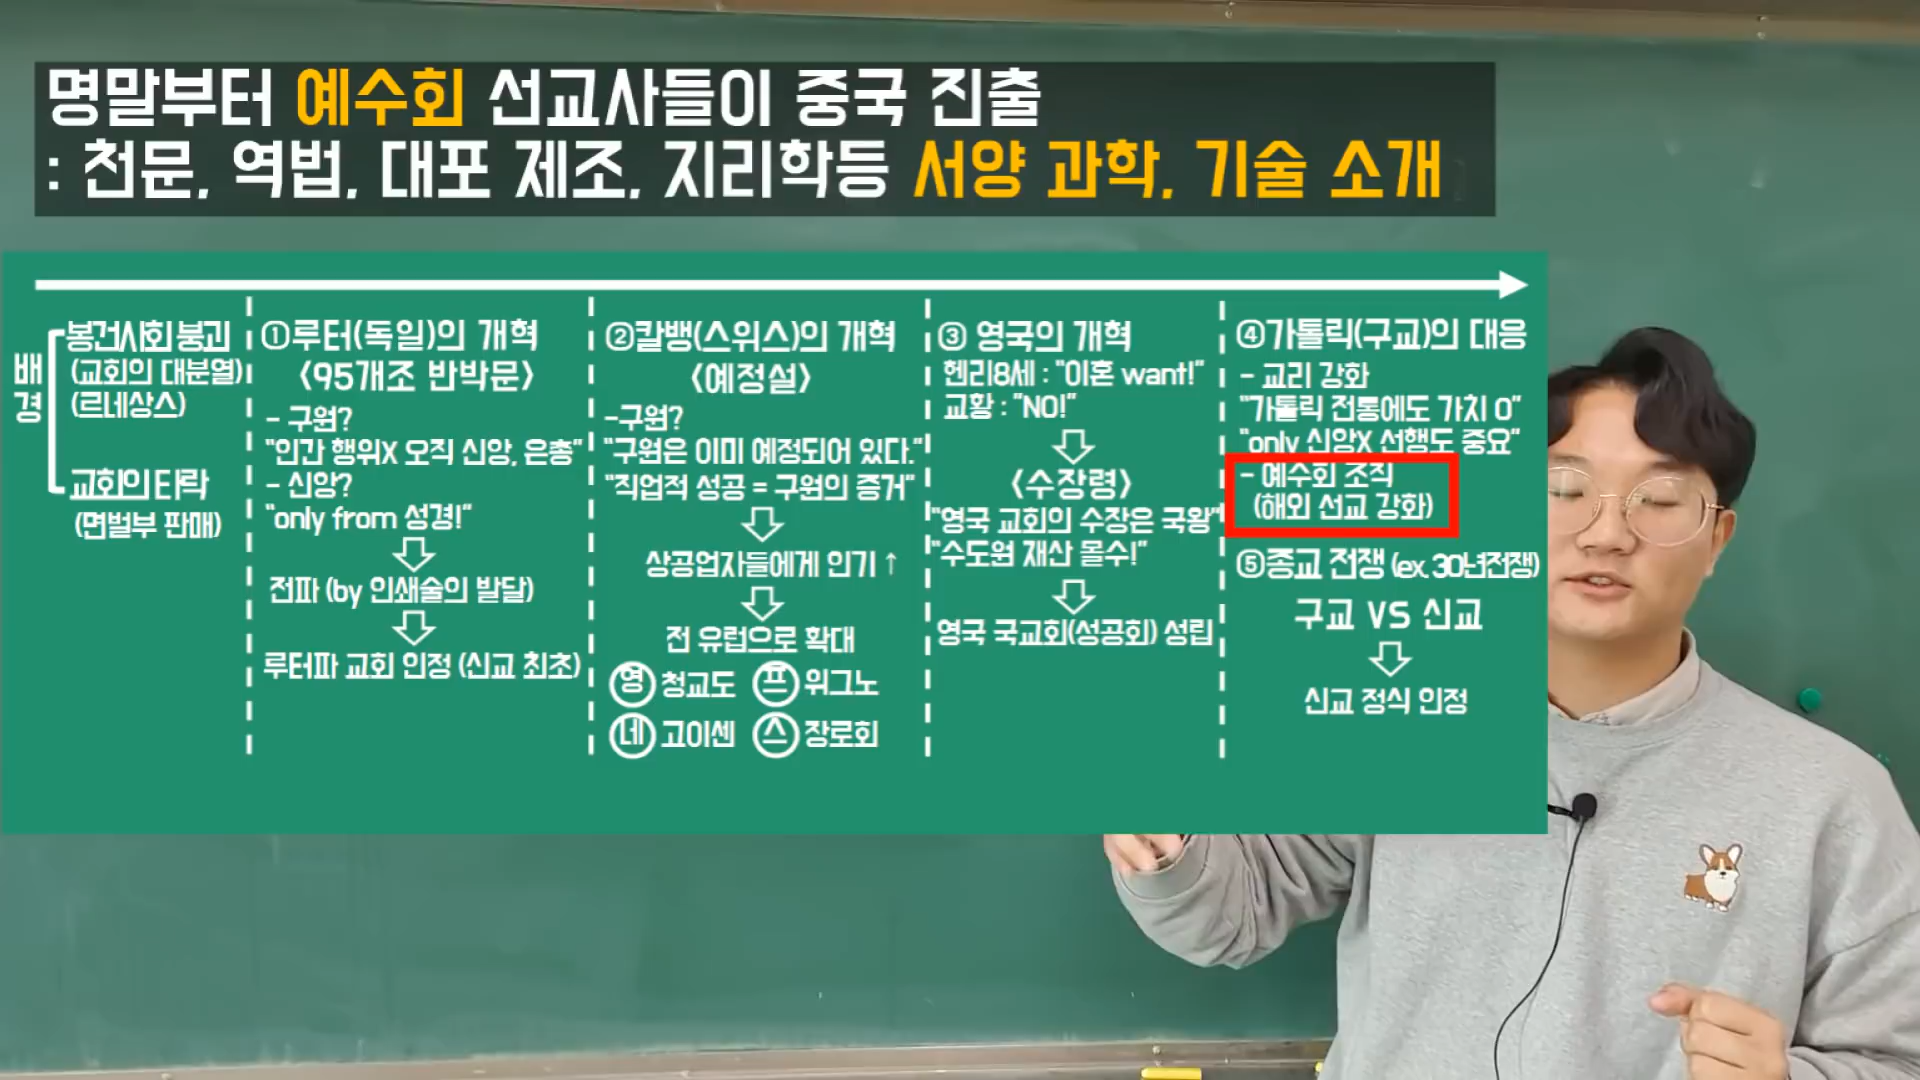 명말부터 예수회 선교사들이 중국 진출
: 천문, 역법, 대포 제조, 지리학등 서양 과학, 기술 소개
배경
봉건사회 붕괴
(교회의 대분열)
(르네상스)
교회의 타락
(면벌부 판매)
①루터(독일)의 개혁
<95개조 반박문>
- 구원?
"인간 행위X 오직 신앙, 은총"
- 신앙?
"only from 성경!"
전파 (by 인쇄술의 발달)
루터파 교회 인정 (신교 최초)
②칼뱅(스위스)의 개혁
<예정설>
-구원?
"구원은 이미 예정되어 있다."
"직업적 성공 = 구원의 증거"
상공업자들에게 인기 ↑
전 유럽으로 확대
영 청교도 프 위그노
네 고이센 스 장로회
③ 영국의 개혁
헨리8세 : "이혼 want!"
교황 : "NO!"
<수장령>
"영국 교회의 수장은 국왕"
"수도원 재산 몰수!"
영국 국교회(성공회) 성립
④가톨릭(구교)의 대응
- 교리 강화
"가톨릭 전통에도 가치 O"
"only 신앙X 선행도 중요"
- 예수회 조직
(해외 선교 강화)
⑤종교 전쟁 (ex. 30년전쟁)
구교 VS 신교
신교 정식 인정